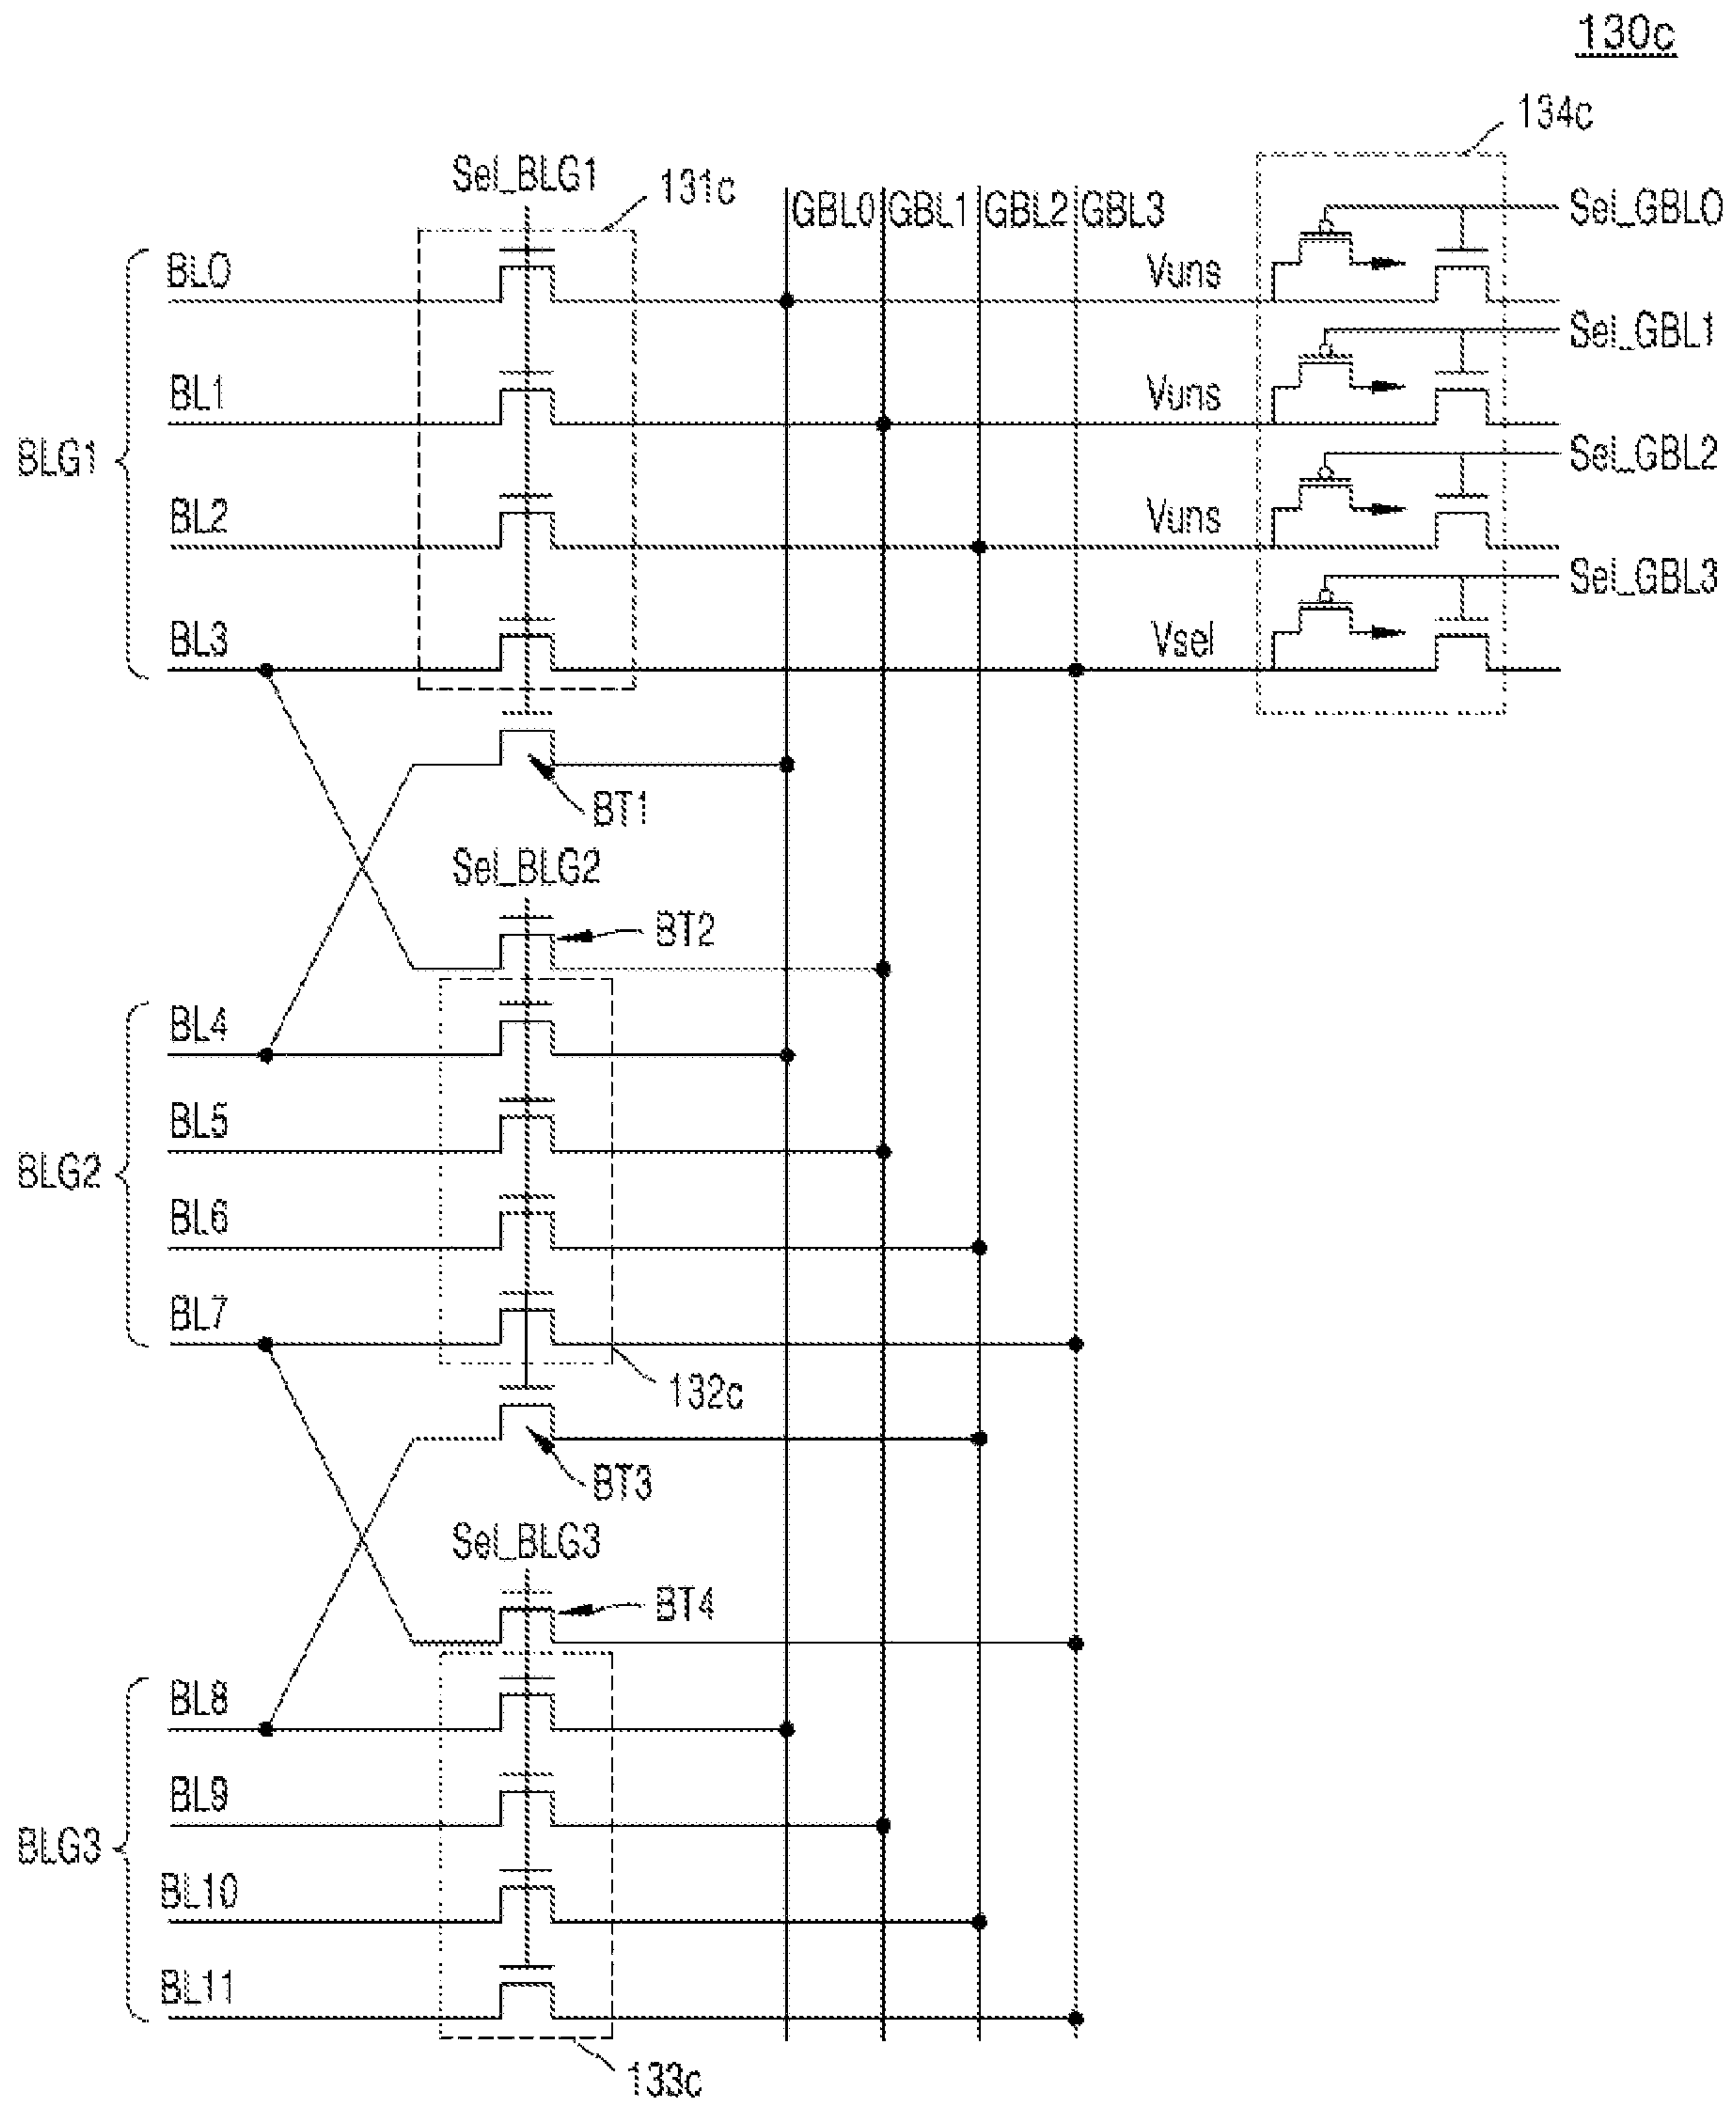 130c
134c
Sel_BLG1
131c
GBL0 GBL1 GBL2 GBL3
Sel_GBL0
BL0
Vuns
Sel_GBL1
BL1
Vuns
BLG1
Sel_GBL2
BL2
Vuns
Sel_GBL3
BL3
Vsel
BT1
Sel_BLG2
BT2
BL4
BL5
BLG2
BL6
BL7
132c
BT3
Sel_BLG3
BT4
BL8
BL9
BLG3
BL10
BL11
133c